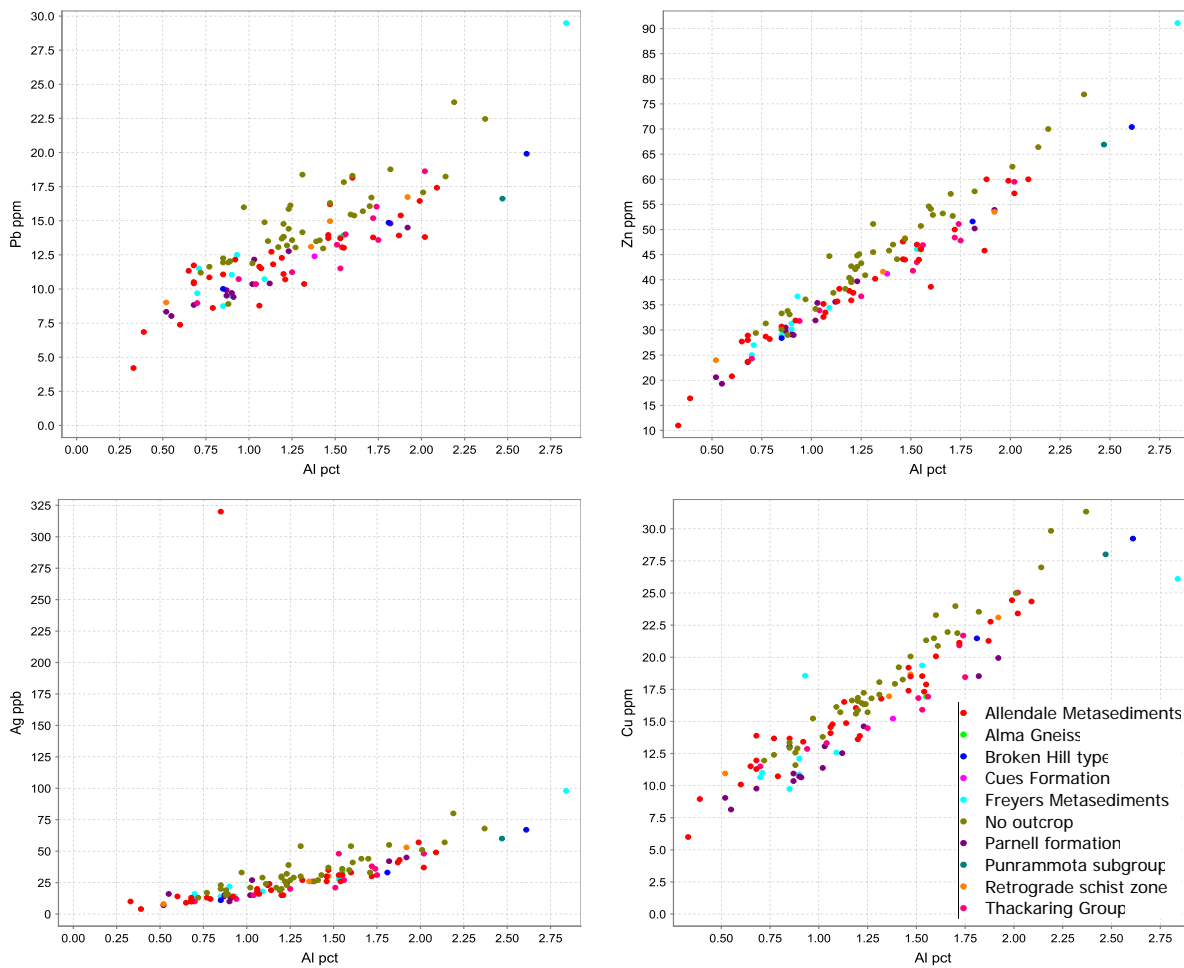 30.0
27.5
25.0
22.5
20.0
17.5
15.0
12.5
10.0
7.5
5.0
2.5
0.0
Pb ppm
0.00 0.25 0.50 0.75 1.00 1.25 1.50 1.75 2.00 2.25 2.50 2.75
Al pct
90
85
80
75
70
65
60
55
50
45
40
35
30
25
20
15
10
Zn ppm
0.50 0.75 1.00 1.25 1.50 1.75 2.00 2.25 2.50 2.75
Al pct
325
300
275
250
225
200
175
150
125
100
75
50
25
0
Ag ppb
0.00 0.25 0.50 0.75 1.00 1.25 1.50 1.75 2.00 2.25 2.50 2.75
Al pct
30.0
27.5
25.0
22.5
20.0
17.5
15.0
12.5
10.0
7.5
5.0
2.5
0.0
Cu ppm
0.50 0.75 1.00 1.25 1.50 1.75 2.00 2.25 2.50 2.75
Al pct
Allendale Metasediments
Alma Gneiss
Broken Hill type
Cues Formation
Freyers Metasediments
No outcrop
Parnell formation
Punrammota subgroup
Retrograde schist zone
Thackaring Group